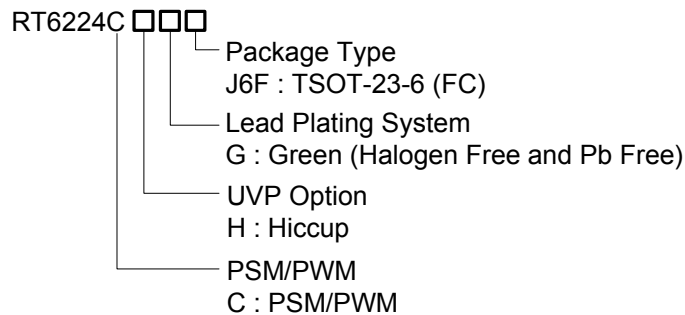 RT6224C □□□
Package Type
J6F : TSOT-23-6 (FC)
Lead Plating System
G : Green (Halogen Free and Pb Free)
UVP Option
H : Hiccup
PSM/PWM
C : PSM/PWM